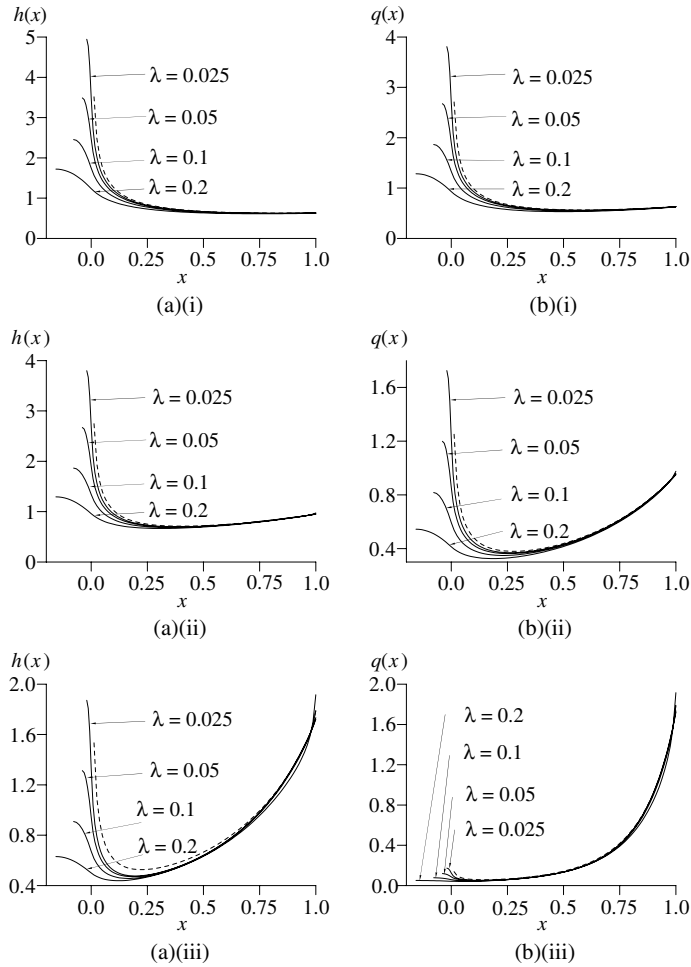 h(x)
5
4
3
2
1
0
λ = 0.025
λ = 0.05
λ = 0.1
λ = 0.2
0.0 0.25 0.5 0.75 1.0
x
(a)(i)
q(x)
4
3
2
1
0
λ = 0.025
λ = 0.05
λ = 0.1
λ = 0.2
0.0 0.25 0.5 0.75 1.0
x
(b)(i)
h(x)
4
3
2
1
0
λ = 0.025
λ = 0.05
λ = 0.1
λ = 0.2
0.0 0.25 0.5 0.75 1.0
x
(a)(ii)
q(x)
1.6
1.2
0.8
0.4
λ = 0.025
λ = 0.05
λ = 0.1
λ = 0.2
0.0 0.25 0.5 0.75 1.0
x
(b)(ii)
h(x)
2.0
1.6
1.2
0.8
0.4
λ = 0.025
λ = 0.05
λ = 0.1
λ = 0.2
0.0 0.25 0.5 0.75 1.0
x
(a)(iii)
q(x)
2.0
1.6
1.2
0.8
0.4
0.0
λ = 0.2
λ = 0.1
λ = 0.05
λ = 0.025
0.0 0.25 0.5 0.75 1.0
x
(b)(iii)